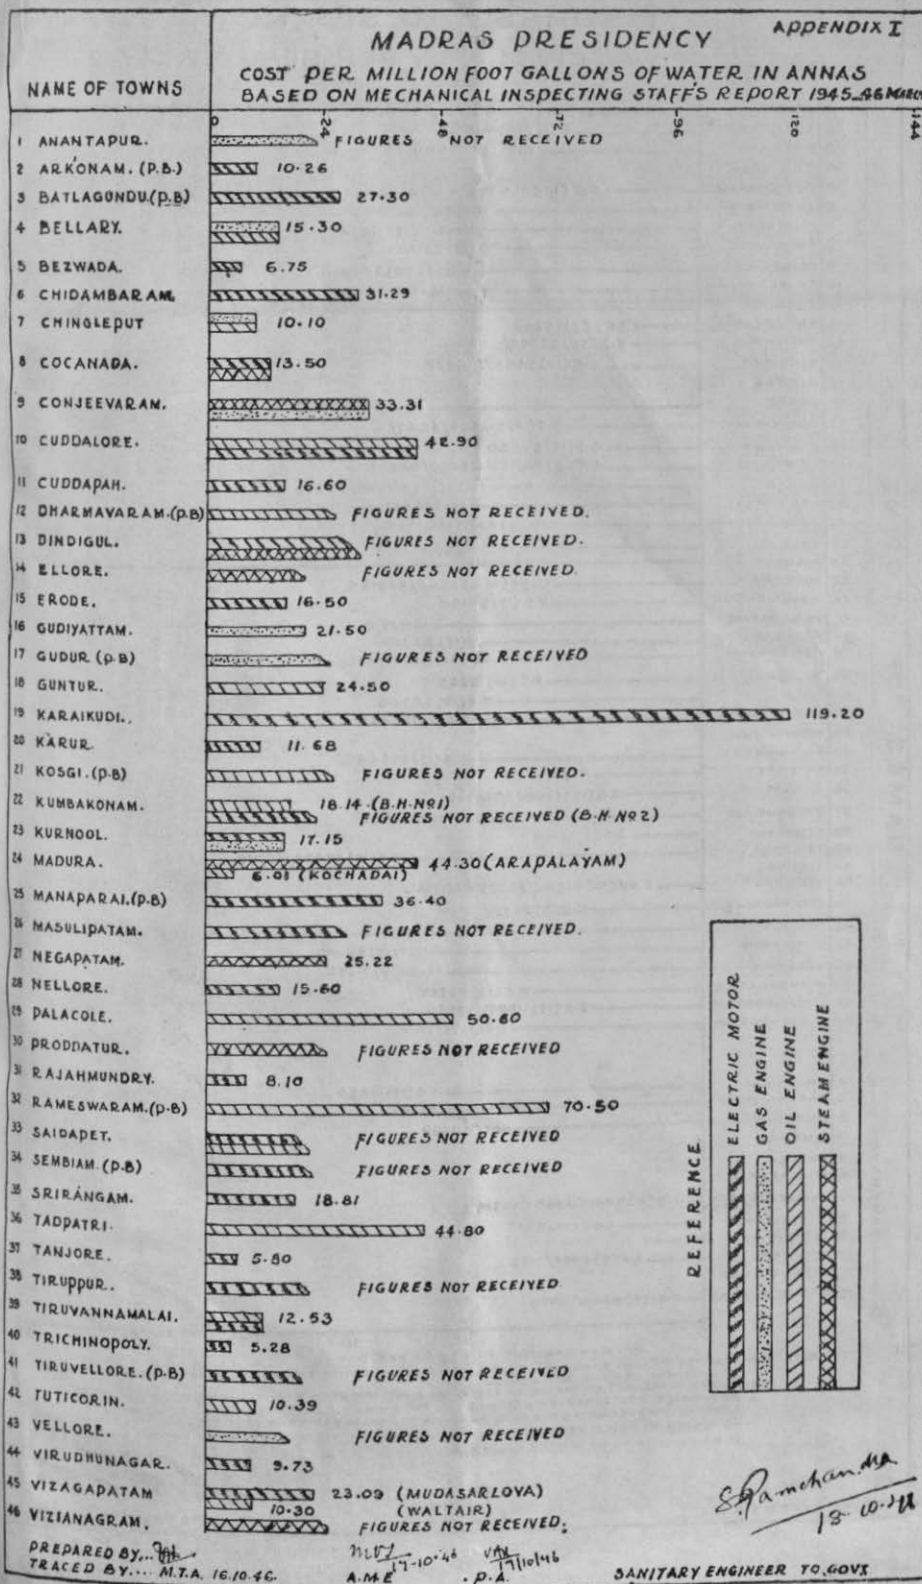 APPENDIX I
MADRAS PRESIDENCY
NAME OF TOWNS
COST PER MILLION FOOT GALLONS OF WATER IN ANNAS
BASED ON MECHANICAL INSPECTING STAFFS REPORT 1945-46 MARCH
0 24 48 72 96 120 144
1 ANANTAPUR. FIGURES NOT RECEIVED
2 ARKONAM. (P.B.) 10.26
3 BATLAGUNDU.(P.B) 27.30
4 BELLARY. 15.30
5 BEZWADA. 6.75
6 CHIDAMBARAM. 31.29
7 CHINGLEPUT 10.10
8 COCANADA. 13.50
9 CONJEEVARAM. 33.31
10 CUDDALORE. 42.90
11 CUDDAPAH. 16.60
12 DHARMAVARAM.(P.B) FIGURES NOT RECEIVED.
13 DINDIGUL. FIGURES NOT RECEIVED.
14 ELLORE. FIGURES NOT RECEIVED
15 ERODE. 16.50
16 GUDIYATTAM. 21.50
17 GUDUR (P.B) FIGURES NOT RECEIVED
18 GUNTUR. 24.50
19 KARAIKUDI. 119.20
20 KARUR. 11.68
21 KOSGI.(P.B) FIGURES NOT RECEIVED.
22 KUMBAKONAM. 18.14.(B.H.NO1)
FIGURES NOT RECEIVED (B.H.NO2)
23 KURNOOL. 17.15
24 MADURA. 44.30(ARAPALAYAM)
6.01 (KOCHADAI)
25 MANAPARAI.(P.B) 36.40
26 MASULIPATAM. FIGURES NOT RECEIVED.
27 NEGAPATAM. 25.22
28 NELLORE. 15.60
29 PALACOLE. 50.60
30 PRODDATUR. FIGURES NOT RECEIVED
31 RAJAHMUNDRY. 8.10
32 RAMESWARAM.(P.B) 70.50
33 SAIDAPET. FIGURES NOT RECEIVED
34 SEMBIAM.(P.B) FIGURES NOT RECEIVED
35 SRIRANGAM. 18.81
36 TADPATRI. 44.80
37 TANJORE. 5.80
38 TIRUPPUR. FIGURES NOT RECEIVED
39 TIRUVANNAMALAI. 12.53
40 TRICHINOPOLY. 5.28
41 TIRUVELLORE.(P.B) FIGURES NOT RECEIVED
42 TUTICORIN. 10.39
43 VELLORE. FIGURES NOT RECEIVED
44 VIRUDHUNAGAR. 9.73
45 VIZAGAPATAM 23.09 (MUDASARLOVA)
10.30 (WALTAIR)
46 VIZIANAGRAM. FIGURES NOT RECEIVED.
REFERENCE
ELECTRIC MOTOR
GAS ENGINE
OIL ENGINE
STEAM ENGINE
S. Ramchandra
PREPARED BY...
TRACED BY.... M.T.A. 16.10.46.
17-10-46
A.M.E
17/10/46
P.A.
SANITARY ENGINEER TO GOVT